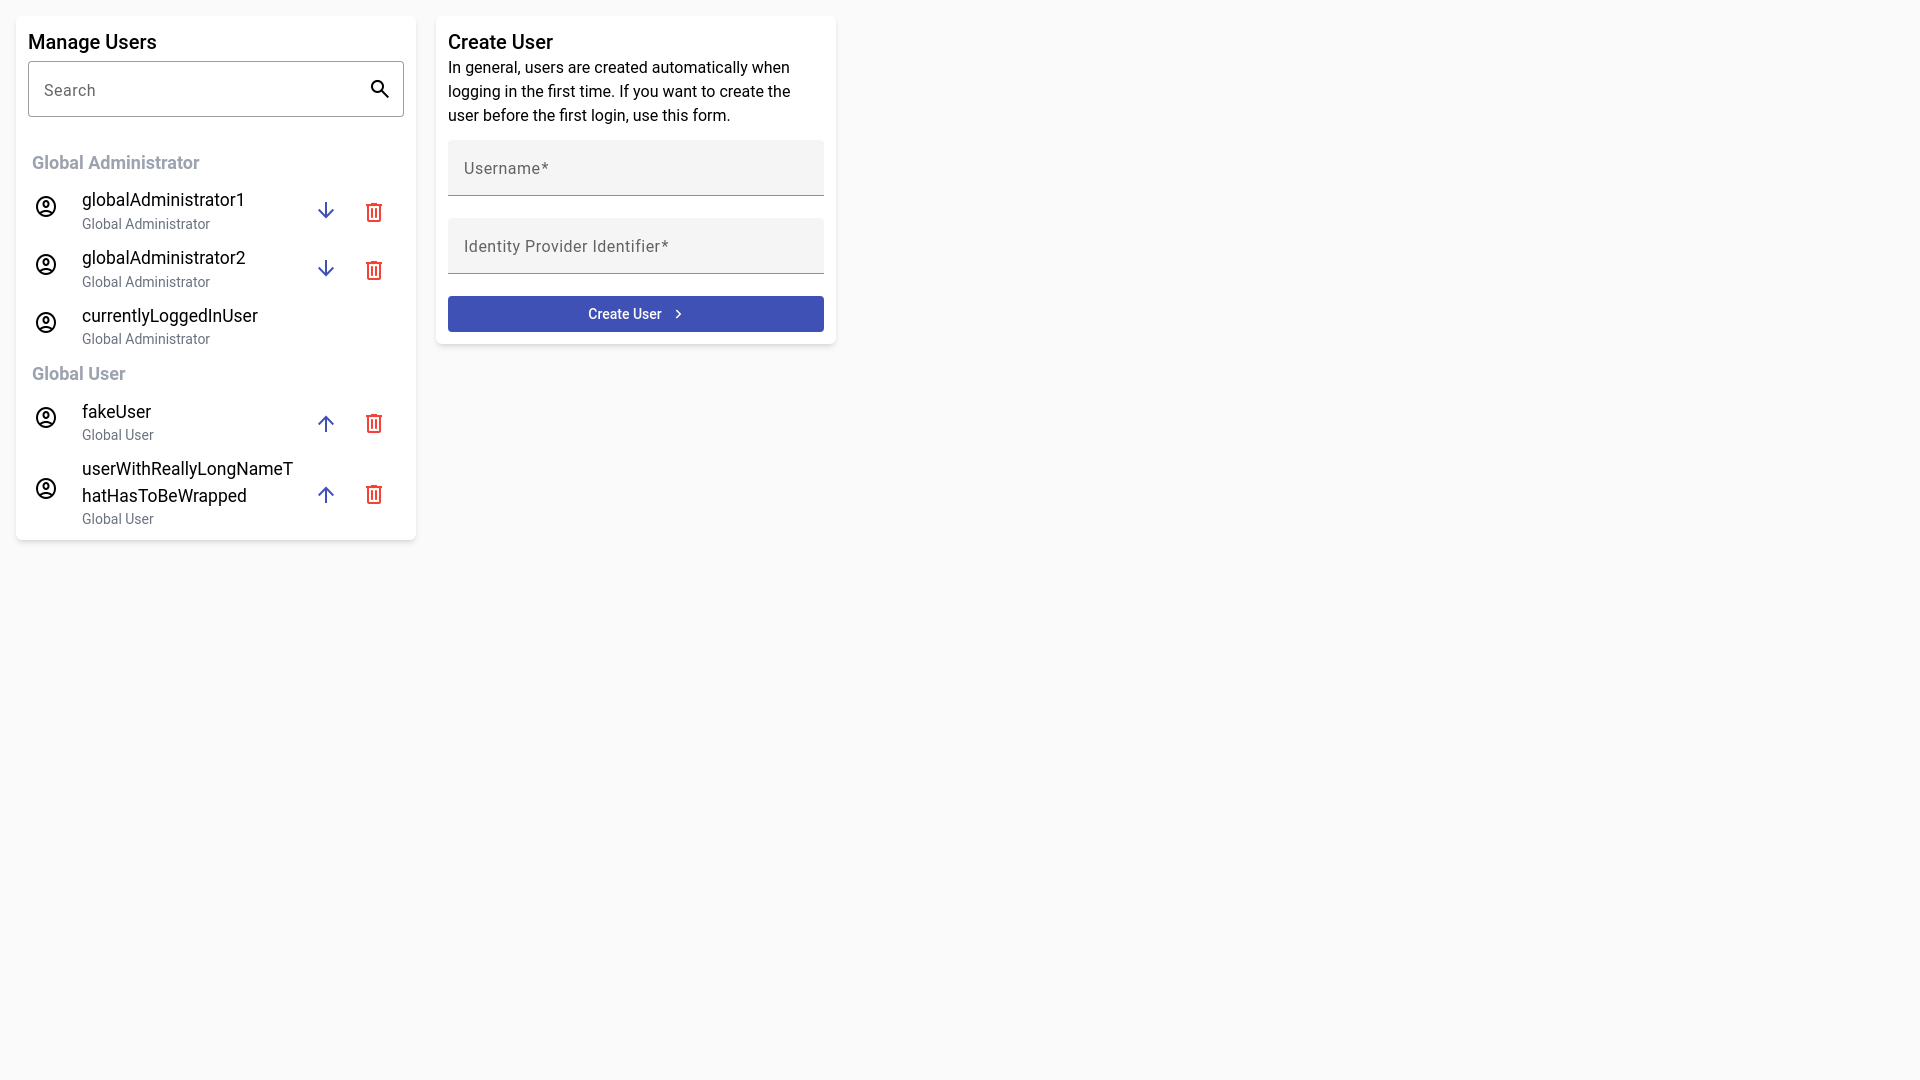 Manage Users
Search
Global Administrator
globalAdministrator1
Global Administrator
globalAdministrator2
Global Administrator
currentlyLoggedInUser
Global Administrator
Global User
fakeUser
Global User
userWithReallyLongNameT
hatHasToBeWrapped
Global User
Create User
In general, users are created automatically when
logging in the first time. If you want to create the
user before the first login, use this form.
Username*
Identity Provider Identifier*
Create User